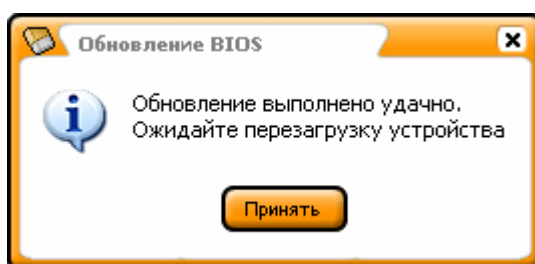 Обновление BIOS
Обновление выполнено удачно.
Ожидайте перезагрузку устройства
Принять